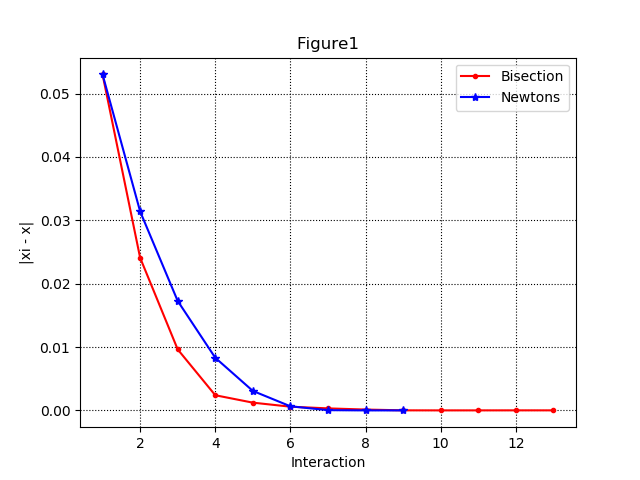 Figure1
Bisection
Newtons
0.05
0.04
0.03
0.02
0.01
0.00
|xi - x|
2 4 6 8 10 12
Interaction